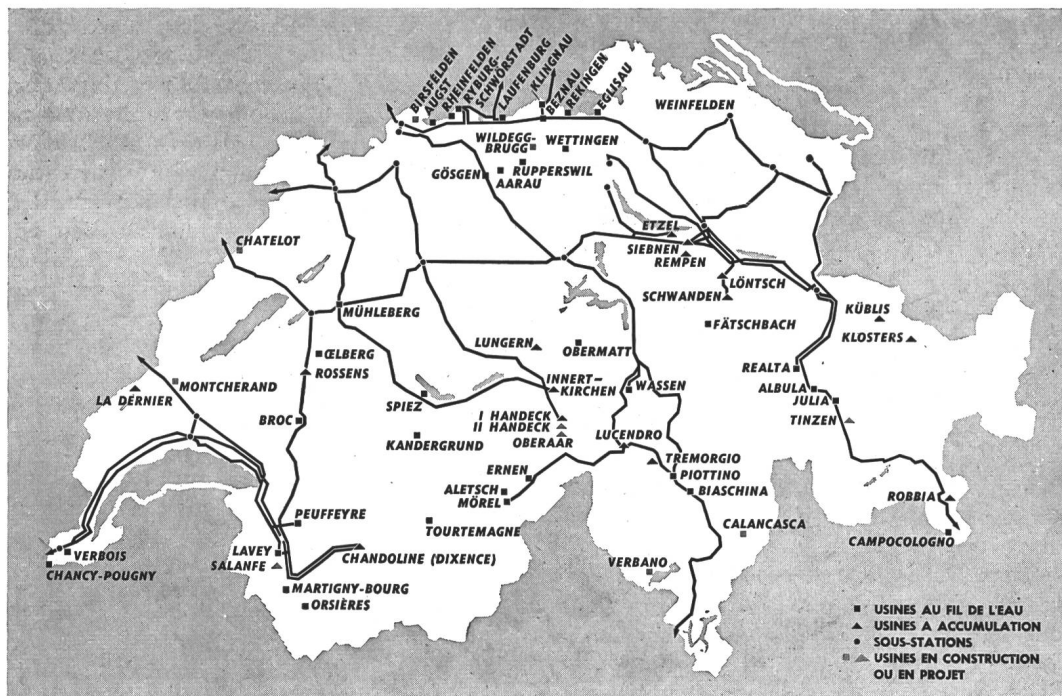 BIRSFELDEN
AUGST
RHEINFELDEN
RYBURG-
SCHWÖRSTADT
LAUFENBURG
KLINGNAU
BEZNAU
REKINGEN
EGLISAU
WEINFELDEN
WILDEGG-
BRUGG
WETTINGEN
GÖSGEN
RUPPERSWIL
AARAU
CHATELOT
ETZEL
SIEBNEN
REMPEN
LÖNTSCH
SCHWANDEN
MÜHLEBERG
FÄTSCHBACH
KÜBLIS
KLOSTERS
LUNGERN
OBERMATT
ŒLBERG
ROSSENS
MONTCHERAND
LA DERNIER
INNERT-
KIRCHEN
WASSEN
REALTA
ALBULA
JULIA
TINZEN
SPIEZ
BROC
I HANDECK
II HANDECK
OBERAAR
KANDERGRUND
LUCENDRO
TREMORGIO
PIOTTINO
BIASCHINA
ERNEN
ALETSCH
MÖREL
ROBBIA
CAMPOCOLOGNO
PEUFFEYRE
TOURTEMAGNE
CALANCASCA
VERBOIS
CHANCY-POUGNY
LAVEY
SALANFE
CHANDOLINE (DIXENCE)
VERBANO
MARTIGNY-BOURG
ORSIÈRES
USINES AU FIL DE L'EAU
USINES A ACCUMULATION
SOUS-STATIONS
USINES EN CONSTRUCTION
OU EN PROJET